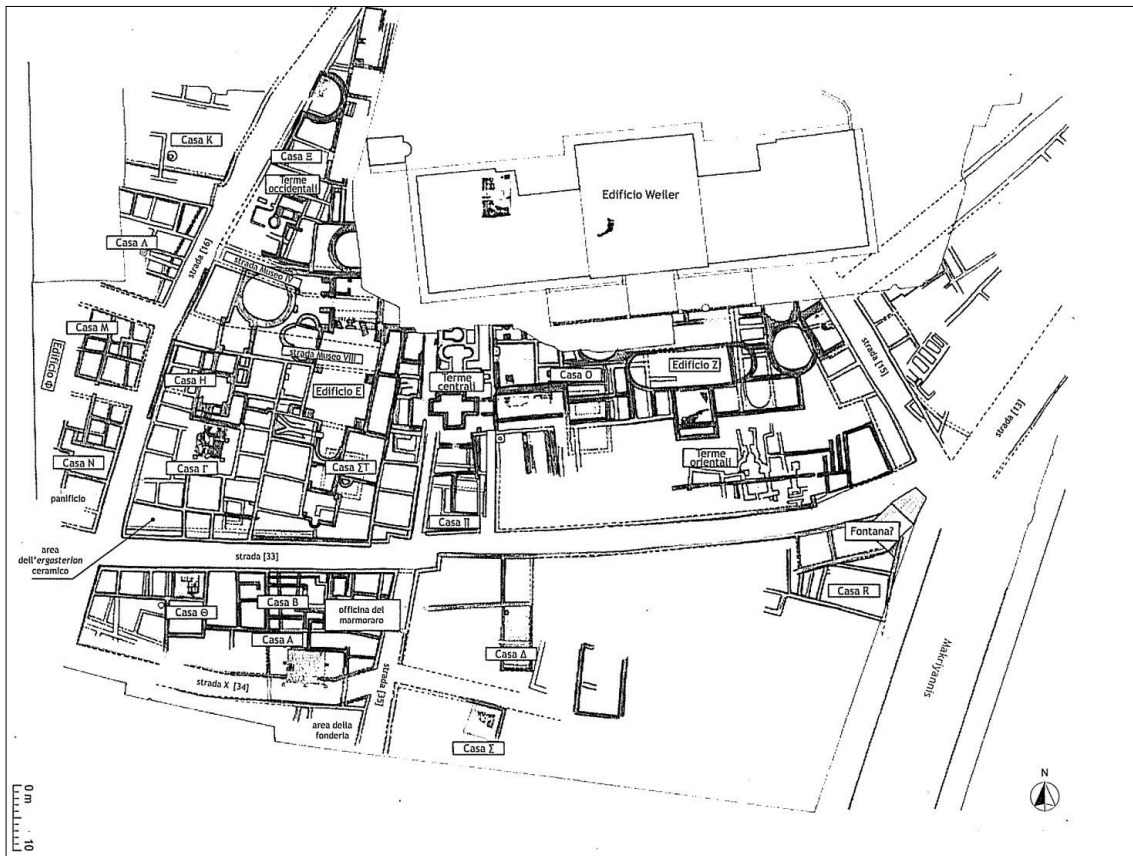 Casa K
Casa Ξ
Terme
occidentali
Edificio Weiler
Casa Λ
strada [16]
strada Museo IV
Casa M
Edificio Φ
strada Museo VIII
Casa H
Edificio E
Terme
centrali
Casa O
Edificio Z
strada [15]
strada [13]
Casa N
Casa Γ
Casa ΣT
Terme
orientali
panificio
Casa Π
area
dell'ergasterion
ceramico
strada [33]
Fontana?
Casa Θ
Casa B
officina del
marmoraro
Casa R
Casa A
Casa Δ
strada X [34]
strada [35]
Makriyannis
area della
fonderia
Casa Σ
N
0 m
10